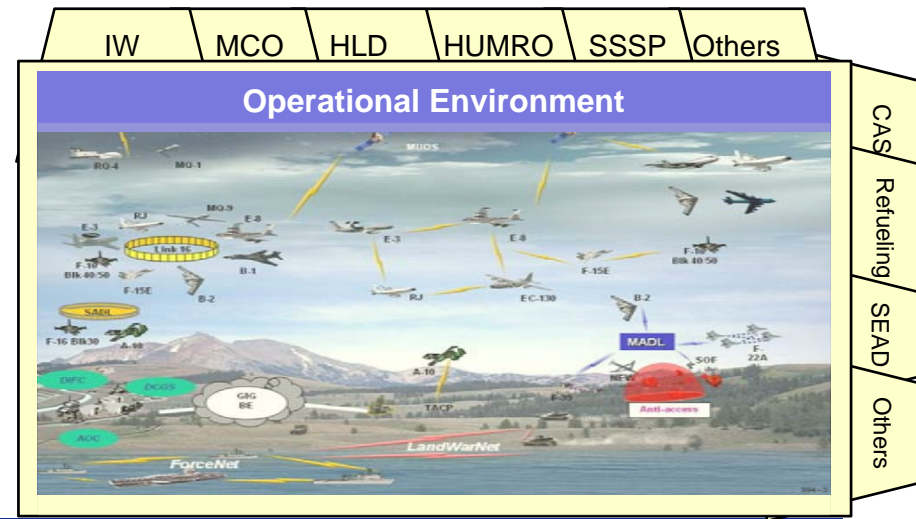 IW MCO HLD HUMRO SSSP Others
Operational Environment
CAS
Refueling
SEAD
Others
MUDS
RQ-4 MQ-1
MQ-9
RJ E-8
E-3
Link 16
F-16
Blk 40/50
F-15E
B-2
B-1
E-3
E-8
RJ
EC-130
F-15E
F-16
Blk 40/50
B-2
SADL
F-16 Blk30 A-10
MADL
F-
22A
SOF
NEW
A-10
F-35
Anti-access
DCGS
GIG
BE
AOC
TACP
LandWarNet
ForceNet